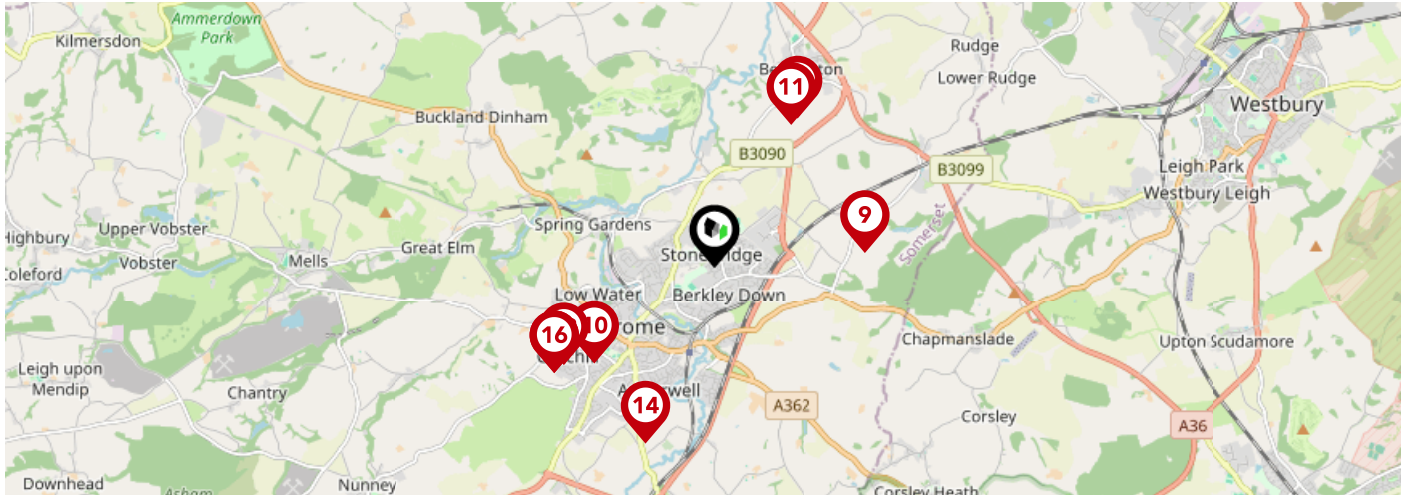 Ammerdown
Park
Kilmersdon
Rudge
Lower Rudge
11
Westbury
Buckland Dinham
B3090
B3099
Leigh Park
Westbury Leigh
9
Somerset
Upper Vobster
Spring Gardens
Highbury
Great Elm
Vobster
Mells
Coleford
Berkley Down
Low Water
10
16
Chapmanslade
Upton Scudamore
Leigh upon
Mendip
Chantry
14
A362
Corsley
A36
Downhead
Nunney
Asham
Corsley Heath